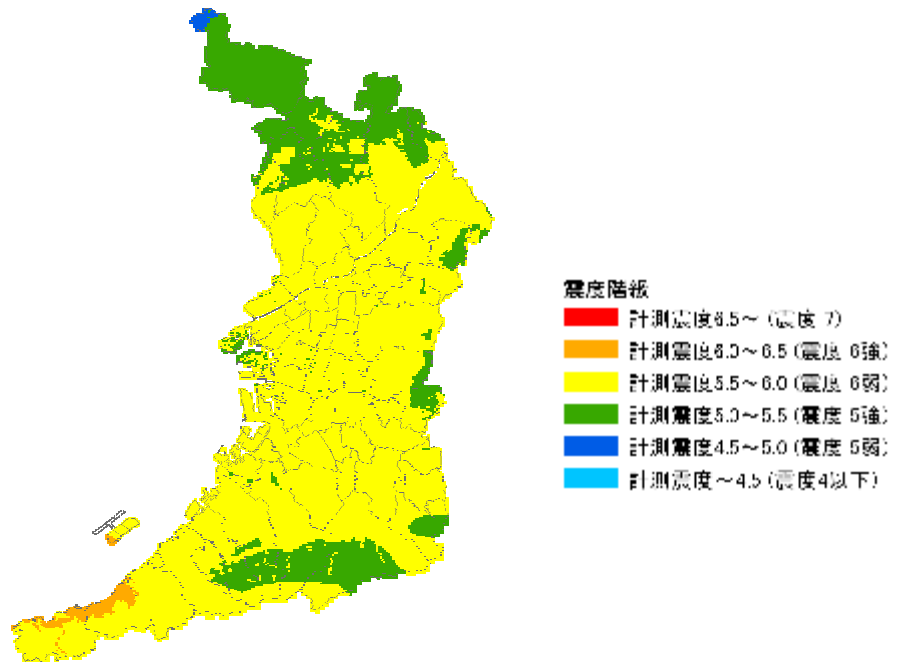 震度階級
計測震度6.5～（震度 7）
計測震度6.0～6.5（震度 6強）
計測震度5.5～6.0（震度 6弱）
計測震度5.0～5.5（震度 5強）
計測震度4.5～5.0（震度 5弱）
計測震度～4.5（震度4以下）